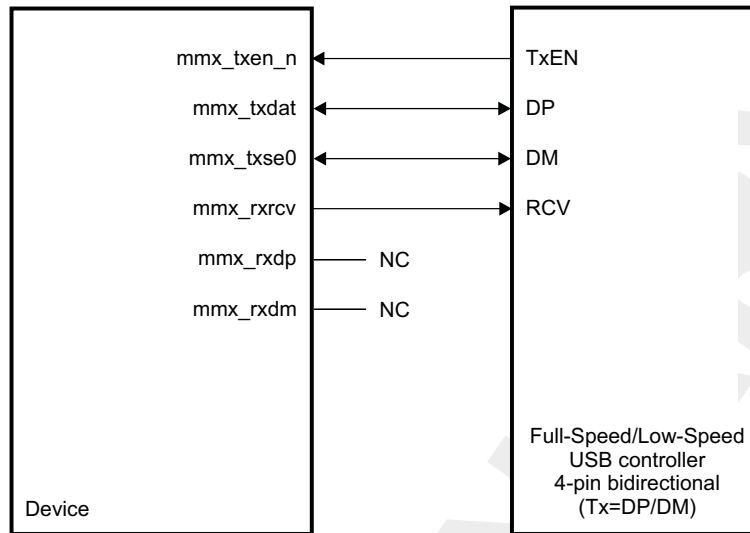 mmx_txen_n TxEN
mmx_txdat DP
mmx_txse0 DM
mmx_rxrcv RCV
mmx_rxdp NC
mmx_rxdm NC
Full-Speed/Low-Speed
USB controller
4-pin bidirectional
(Tx=DP/DM)
Device